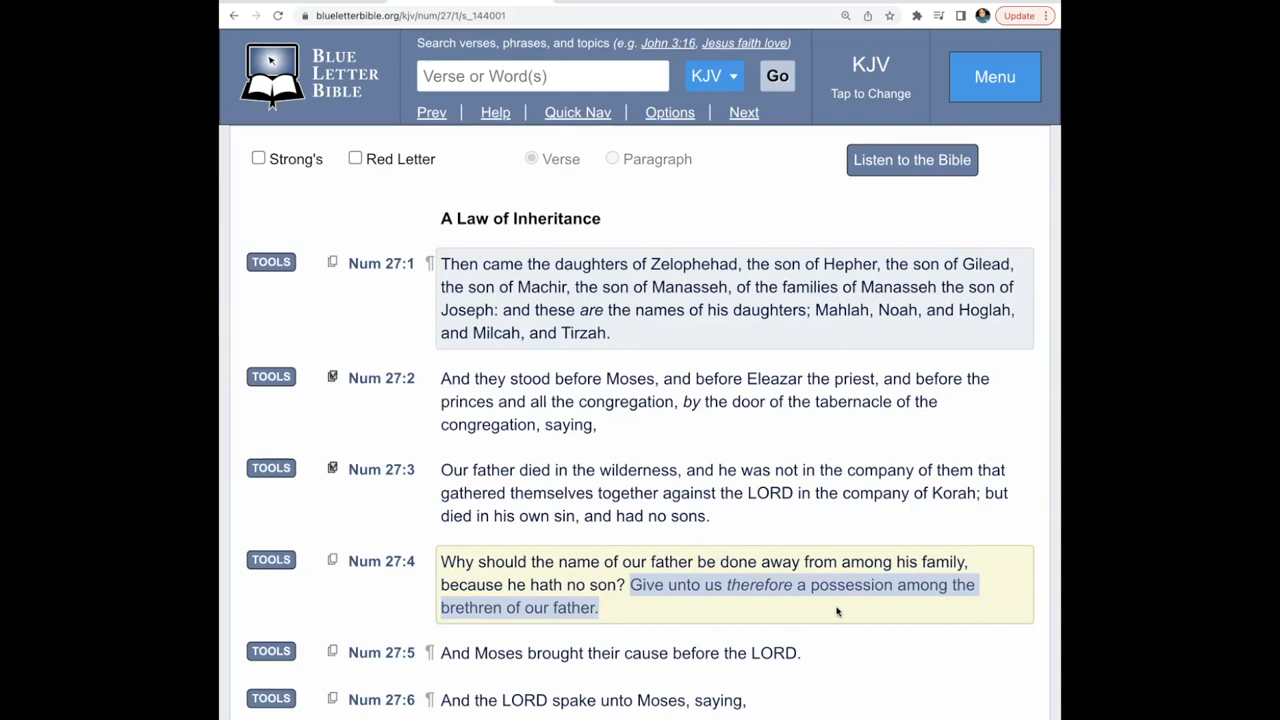 blueletterbible.org/kjv/num/27/1/s_144001
Update
BLUE
LETTER
BIBLE
Search verses, phrases, and topics (e.g. John 3:16, Jesus faith love)
Verse or Word(s)
KJV
Go
Prev | Help | Quick Nav | Options | Next
KJV
Tap to Change
Menu
Strong's
Red Letter
Verse
Paragraph
Listen to the Bible
A Law of Inheritance
TOOLS Num 27:1 ¶ Then came the daughters of Zelophehad, the son of Hepher, the son of Gilead,
the son of Machir, the son of Manasseh, of the families of Manasseh the son of
Joseph: and these are the names of his daughters; Mahlah, Noah, and Hoglah,
and Milcah, and Tirzah.
TOOLS Num 27:2 And they stood before Moses, and before Eleazar the priest, and before the
princes and all the congregation, by the door of the tabernacle of the
congregation, saying,
TOOLS Num 27:3 Our father died in the wilderness, and he was not in the company of them that
gathered themselves together against the LORD in the company of Korah; but
died in his own sin, and had no sons.
TOOLS Num 27:4 Why should the name of our father be done away from among his family,
because he hath no son? Give unto us therefore a possession among the
brethren of our father.
TOOLS Num 27:5 ¶ And Moses brought their cause before the LORD.
TOOLS Num 27:6 ¶ And the LORD spake unto Moses, saying,